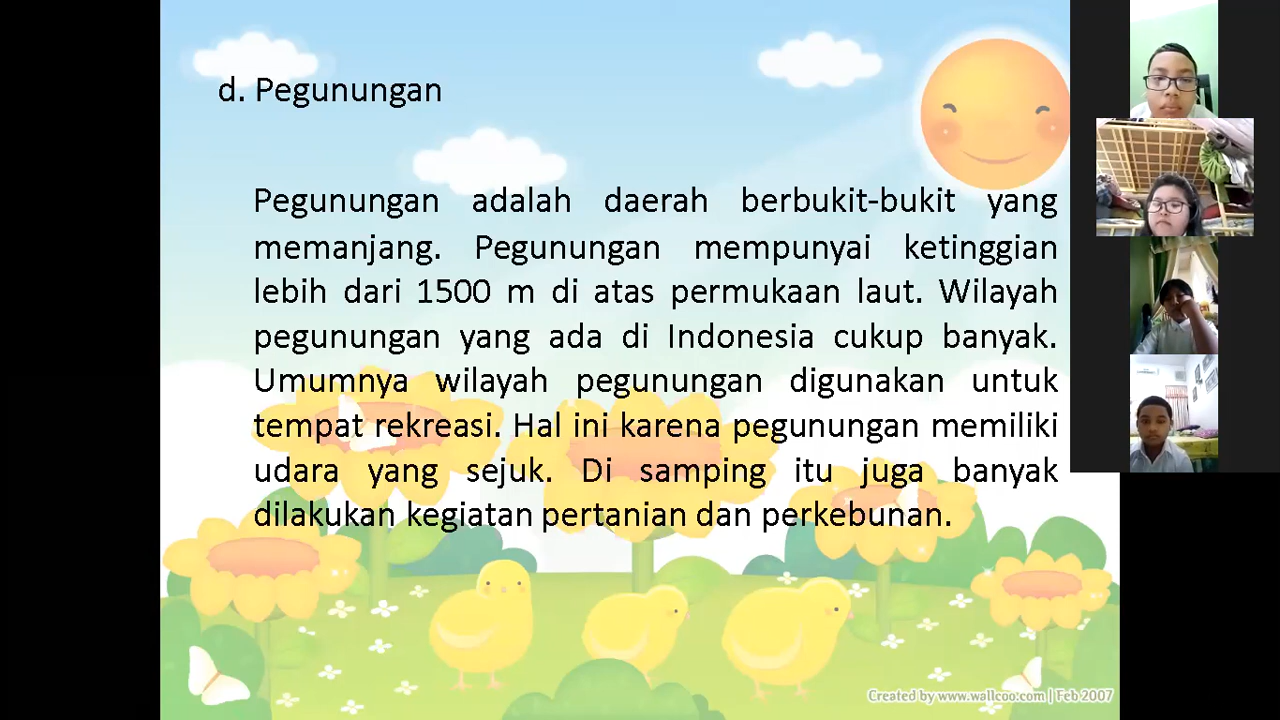 d. Pegunungan
Pegunungan adalah daerah berbukit-bukit yang
memanjang. Pegunungan mempunyai ketinggian
lebih dari 1500 m di atas permukaan laut. Wilayah
pegunungan yang ada di Indonesia cukup banyak.
Umumnya wilayah pegunungan digunakan untuk
tempat rekreasi. Hal ini karena pegunungan memiliki
udara yang sejuk. Di samping itu juga banyak
dilakukan kegiatan pertanian dan perkebunan.
Created by www.wallcoo.com | Feb 2007